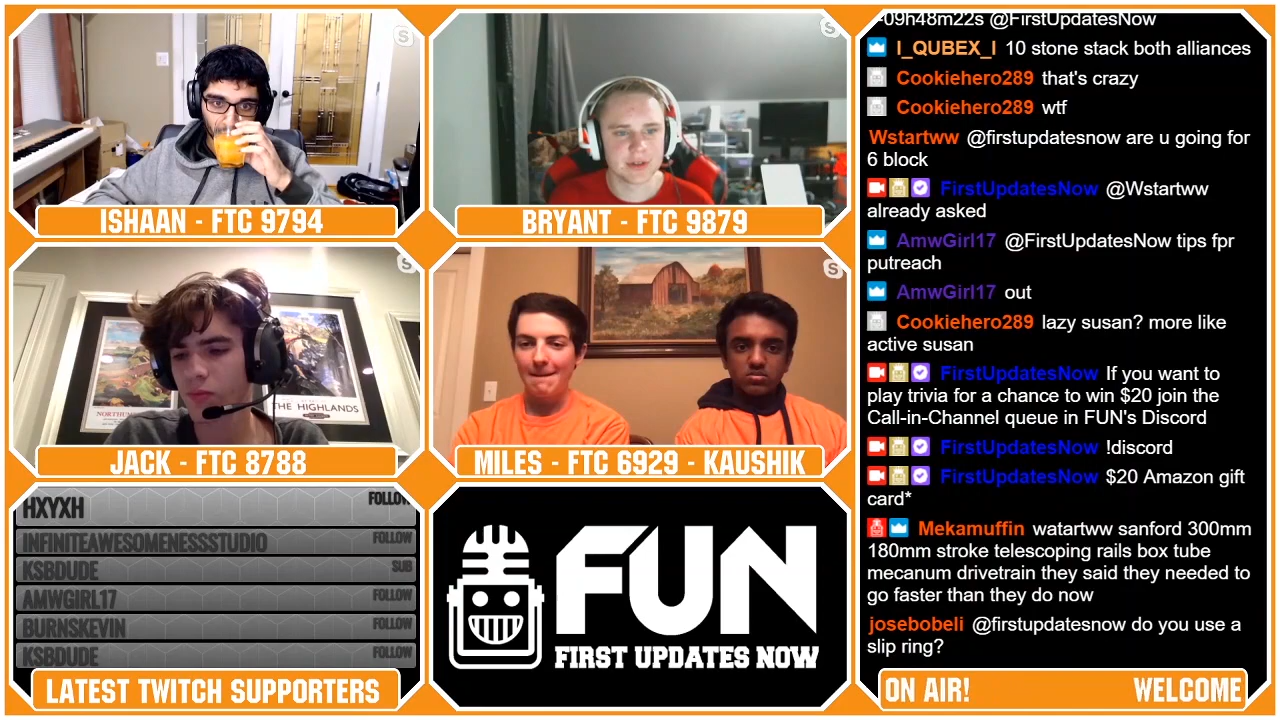 ISHAAN - FTC 9794
BRYANT - FTC 9879
JACK - FTC 8788
MILES - FTC 6929 - KAUSHIK
THE HIGHLANDS
HXYXH FOLLOW
INFINITEAWESOMENESSSTUDIO FOLLOW
KSBDUDE SUB
AMWGIRL17 FOLLOW
BURNSKEVIN FOLLOW
KSBDUDE FOLLOW
LATEST TWITCH SUPPORTERS
FUN
FIRST UPDATES NOW
-09h48m22s @FirstUpdatesNow
I_QUBEX_I 10 stone stack both alliances
Cookiehero289 that's crazy
Cookiehero289 wtf
Wstartww @firstupdatesnow are u going for
6 block
FirstUpdatesNow @Wstartww
already asked
AmwGirl17 @FirstUpdatesNow tips fpr
putreach
AmwGirl17 out
Cookiehero289 lazy susan? more like
active susan
FirstUpdatesNow If you want to
play trivia for a chance to win $20 join the
Call-in-Channel queue in FUN's Discord
FirstUpdatesNow !discord
FirstUpdatesNow $20 Amazon gift
card*
Mekamuffin watartww sanford 300mm
180mm stroke telescoping rails box tube
mecanum drivetrain they said they needed to
go faster than they do now
josebobeli @firstupdatesnow do you use a
slip ring?
ON AIR! WELCOME